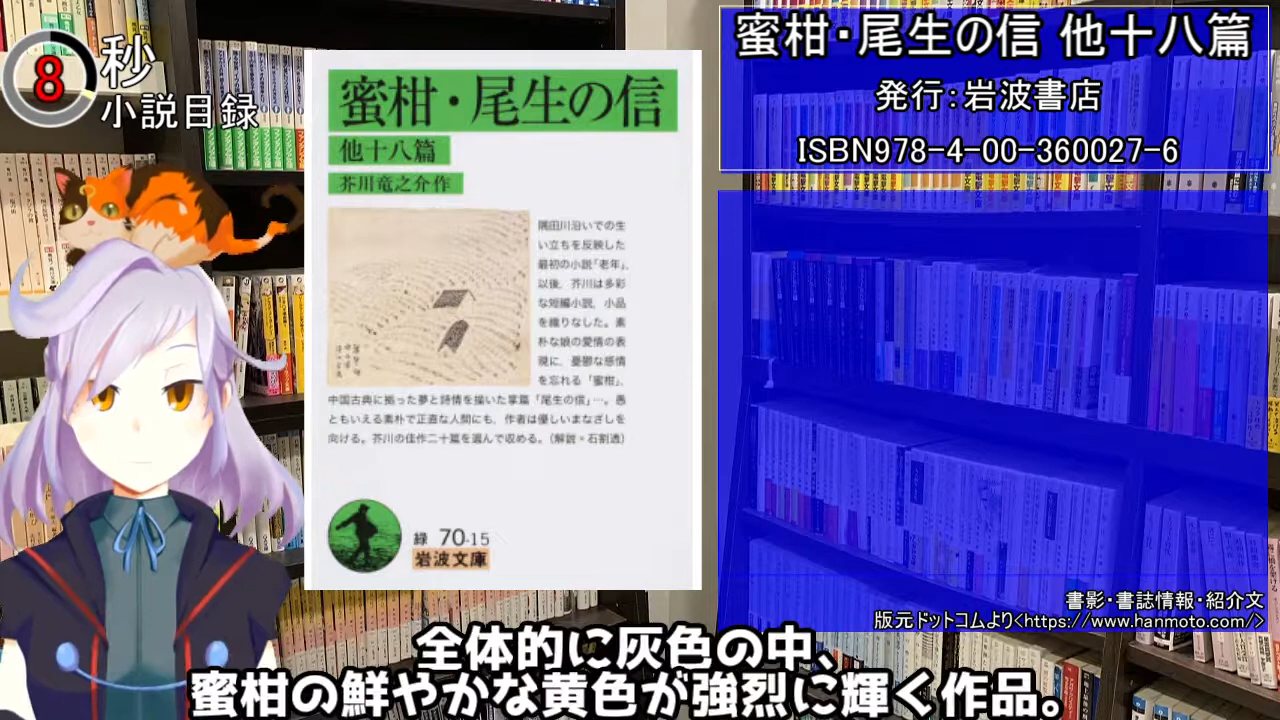 8
秒
小説目録
蜜柑・尾生の信
他十八篇
芥川竜之介作
隅田川沿いでの生
い立ちを反映した
最初の小説「老年」、
以後、芥川は多彩
な短編小説、小品
を織りなした。素
朴な娘の愛情の表
現に、憂鬱な感情
を忘れる「蜜柑」、
中国古典に拠った夢と詩情を描いた掌篇「尾生の信」…。愚
ともいえる素朴で正直な人間にも、作者は優しいまなざしを
向ける。芥川の佳作二十篇を選んで収める。(解説=石割透)
緑 70-15
岩波文庫
蜜柑・尾生の信 他十八篇
発行:岩波書店
ISBN978-4-00-360027-6
書影・書誌情報・紹介文
版元ドットコムより<https://www.hanmoto.com/>
全体的に灰色の中、
蜜柑の鮮やかな黄色が強烈に輝く作品。